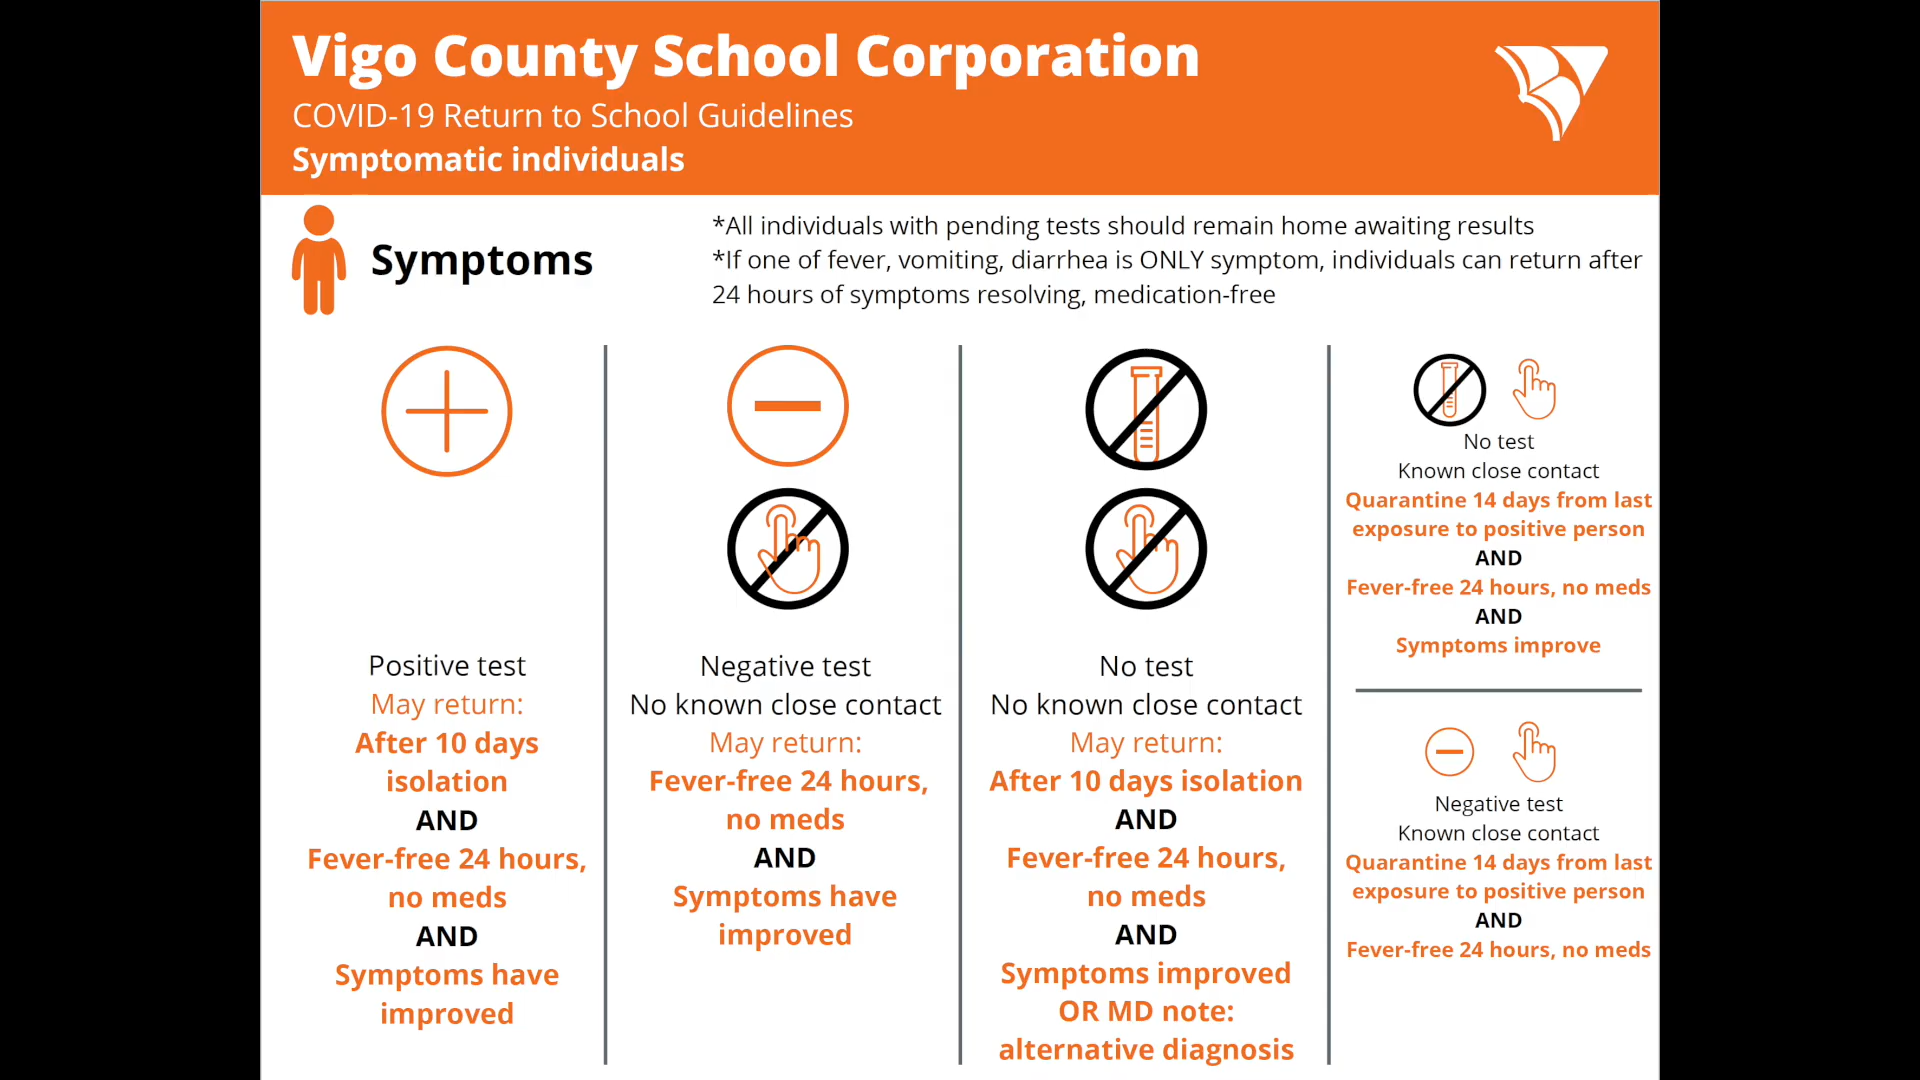 Vigo County School Corporation
COVID-19 Return to School Guidelines
Symptomatic individuals
Symptoms
*All individuals with pending tests should remain home awaiting results
*If one of fever, vomiting, diarrhea is ONLY symptom, individuals can return after
24 hours of symptoms resolving, medication-free
Positive test
May return:
After 10 days
isolation
AND
Fever-free 24 hours,
no meds
AND
Symptoms have
improved
Negative test
No known close contact
May return:
Fever-free 24 hours,
no meds
AND
Symptoms have
improved
No test
No known close contact
May return:
After 10 days isolation
AND
Fever-free 24 hours,
no meds
AND
Symptoms improved
OR MD note:
alternative diagnosis
No test
Known close contact
Quarantine 14 days from last
exposure to positive person
AND
Fever-free 24 hours, no meds
AND
Symptoms improve
Negative test
Known close contact
Quarantine 14 days from last
exposure to positive person
AND
Fever-free 24 hours, no meds